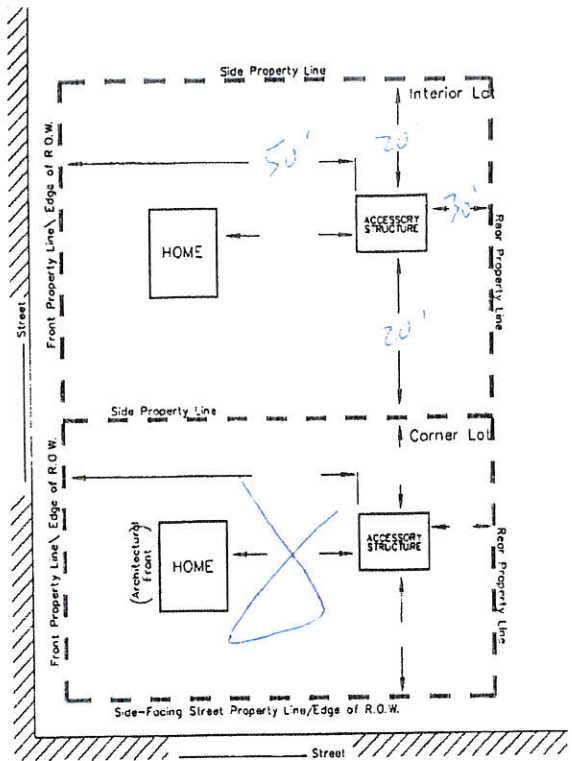 Side Property Line
Interior Lot
Front Property Line\ Edge of R.O.W.
50'
20'
30'
ACCESSORY
STRUCTURE
HOME
Rear Property Line
20'
Street
Side Property Line
Corner Lot
Front Property Line\ Edge of R.O.W.
(Architectural
Front)
HOME
ACCESSORY
STRUCTURE
Rear Property Line
Side-Facing Street Property Line/Edge of R.O.W.
Street